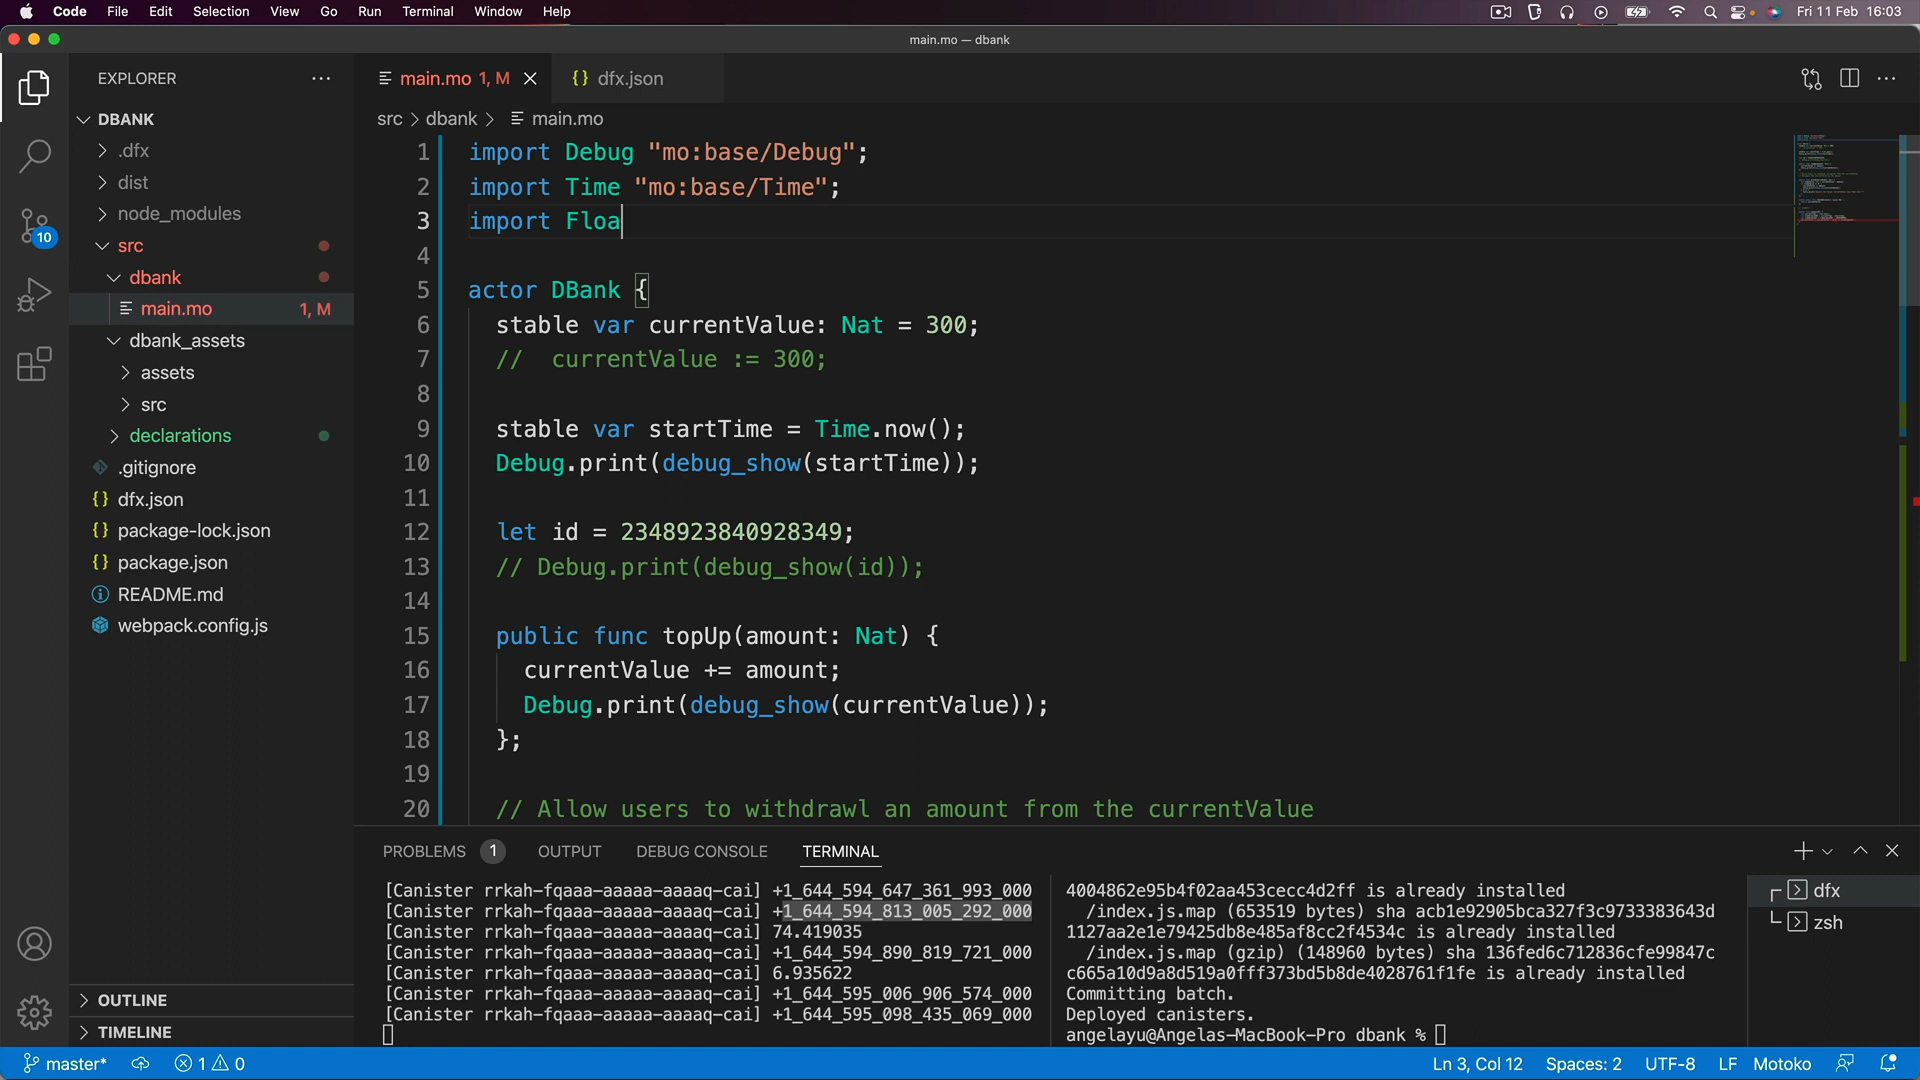 Code File Edit Selection View Go Run Terminal Window Help Fri 11 Feb 16:03
main.mo — dbank
EXPLORER
DBANK
.dfx
dist
node_modules
src
dbank
main.mo 1, M
dbank_assets
assets
src
declarations
.gitignore
dfx.json
package-lock.json
package.json
README.md
webpack.config.js
OUTLINE
TIMELINE
10
main.mo 1, M
dfx.json
src dbank main.mo
1 import Debug "mo:base/Debug";
2 import Time "mo:base/Time";
3 import Floa
4
5 actor DBank {
6 stable var currentValue: Nat = 300;
7 // currentValue := 300;
8
9 stable var startTime = Time.now();
10 Debug.print(debug_show(startTime));
11
12 let id = 2348923840928349;
13 // Debug.print(debug_show(id));
14
15 public func topUp(amount: Nat) {
16 currentValue += amount;
17 Debug.print(debug_show(currentValue));
18 };
19
20 // Allow users to withdrawl an amount from the currentValue
PROBLEMS 1 OUTPUT DEBUG CONSOLE TERMINAL
[Canister rrkah-fqaaa-aaaaa-aaaaq-cai] +1_644_594_647_361_993_000
[Canister rrkah-fqaaa-aaaaa-aaaaq-cai] +1_644_594_813_005_292_000
[Canister rrkah-fqaaa-aaaaa-aaaaq-cai] 74.419035
[Canister rrkah-fqaaa-aaaaa-aaaaq-cai] +1_644_594_890_819_721_000
[Canister rrkah-fqaaa-aaaaa-aaaaq-cai] 6.935622
[Canister rrkah-fqaaa-aaaaa-aaaaq-cai] +1_644_595_006_906_574_000
[Canister rrkah-fqaaa-aaaaa-aaaaq-cai] +1_644_595_098_435_069_000
4004862e95b4f02aa453cecc4d2ff is already installed
/index.js.map (653519 bytes) sha acb1e92905bca327f3c9733383643d
1127aa2e1e79425db8e485af8cc2f4534c is already installed
/index.js.map (gzip) (148960 bytes) sha 136fed6c712836cfe99847c
c665a10d9a8d519a0fff373bd5b8de4028761f1fe is already installed
Committing batch.
Deployed canisters.
angelayu@Angelas-MacBook-Pro dbank %
dfx
zsh
master* 1 0 Ln 3, Col 12 Spaces: 2 UTF-8 LF Motoko